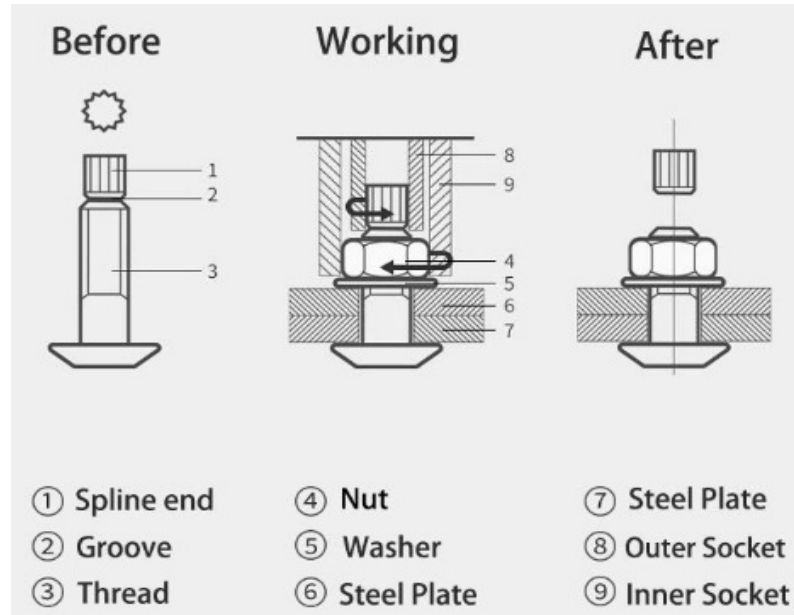 Before Working After
1
2
3
8
9
4
5
6
7
① Spline end ④ Nut ⑦ Steel Plate
② Groove ⑤ Washer ⑧ Outer Socket
③ Thread ⑥ Steel Plate ⑨ Inner Socket